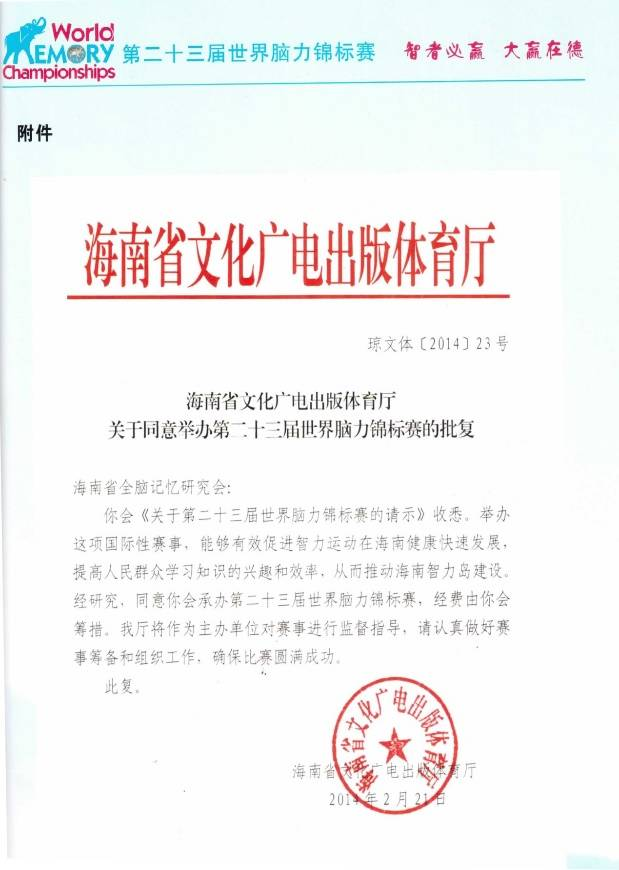 World
MEMORY
Championships
第二十三届世界脑力锦标赛 智者必赢 大赢在德
附件
海南省文化广电出版体育厅
琼文体〔2014〕23号
海南省文化广电出版体育厅
关于同意举办第二十三届世界脑力锦标赛的批复
海南省全脑记忆研究会:
你会《关于第二十三届世界脑力锦标赛的请示》收悉。举办
这项国际性赛事，能够有效促进智力运动在海南健康快速发展，
提高人民群众学习知识的兴趣和效率，从而推动海南智力岛建设。
经研究，同意你会承办第二十三届世界脑力锦标赛，经费由你会
筹措。我厅将作为主办单位对赛事进行监督指导，请认真做好赛
事筹备和组织工作，确保比赛圆满成功。
此复。
海南省文化广电出版体育厅
海南省文化广电出版体育厅
2014年2月21日